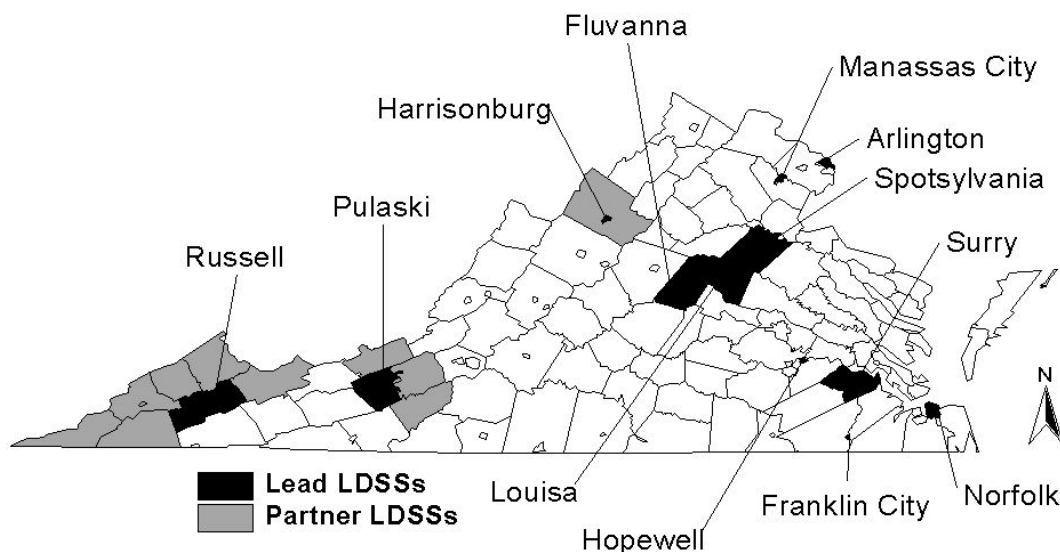 Fluvanna
Manassas City
Harrisonburg
Arlington
Spotsylvania
Pulaski
Surry
Russell
N
Lead LDSSs
Partner LDSSs
Louisa
Franklin City
Norfolk
Hopewell